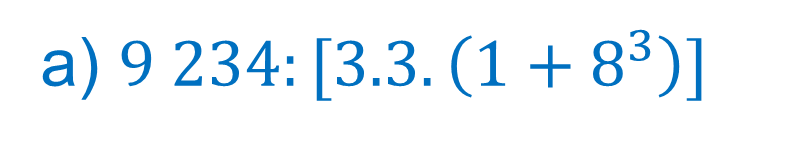 a) 9 234: [3.3. (1 + 8³)]